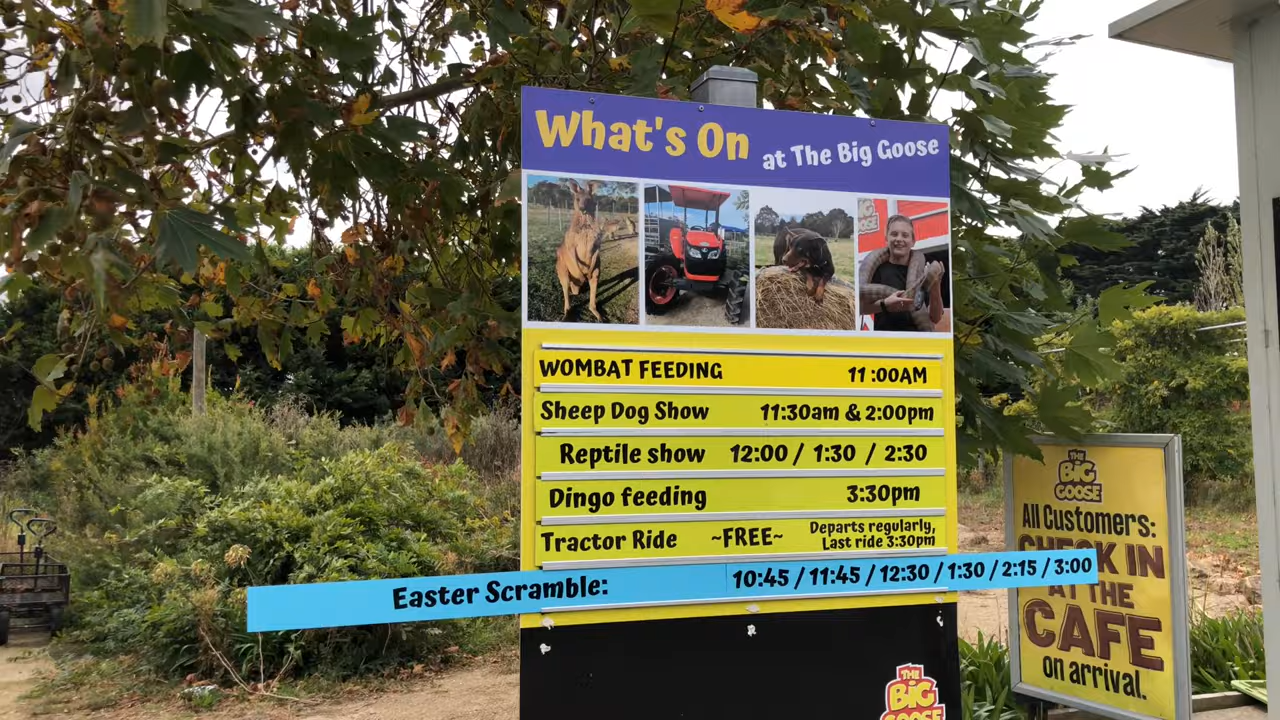 What's On at The Big Goose
WOMBAT FEEDING 11:00AM
Sheep Dog Show 11:30am & 2:00pm
Reptile show 12:00 / 1:30 / 2:30
Dingo feeding 3:30pm
Tractor Ride ~FREE~ Departs regularly,
Last ride 3:30pm
Easter Scramble: 10:45 / 11:45 / 12:30 / 1:30 / 2:15 / 3:00
THE
BIG
GOOSE
THE
BIG
GOOSE
All Customers:
CHECK IN
AT THE
CAFE
on arrival.